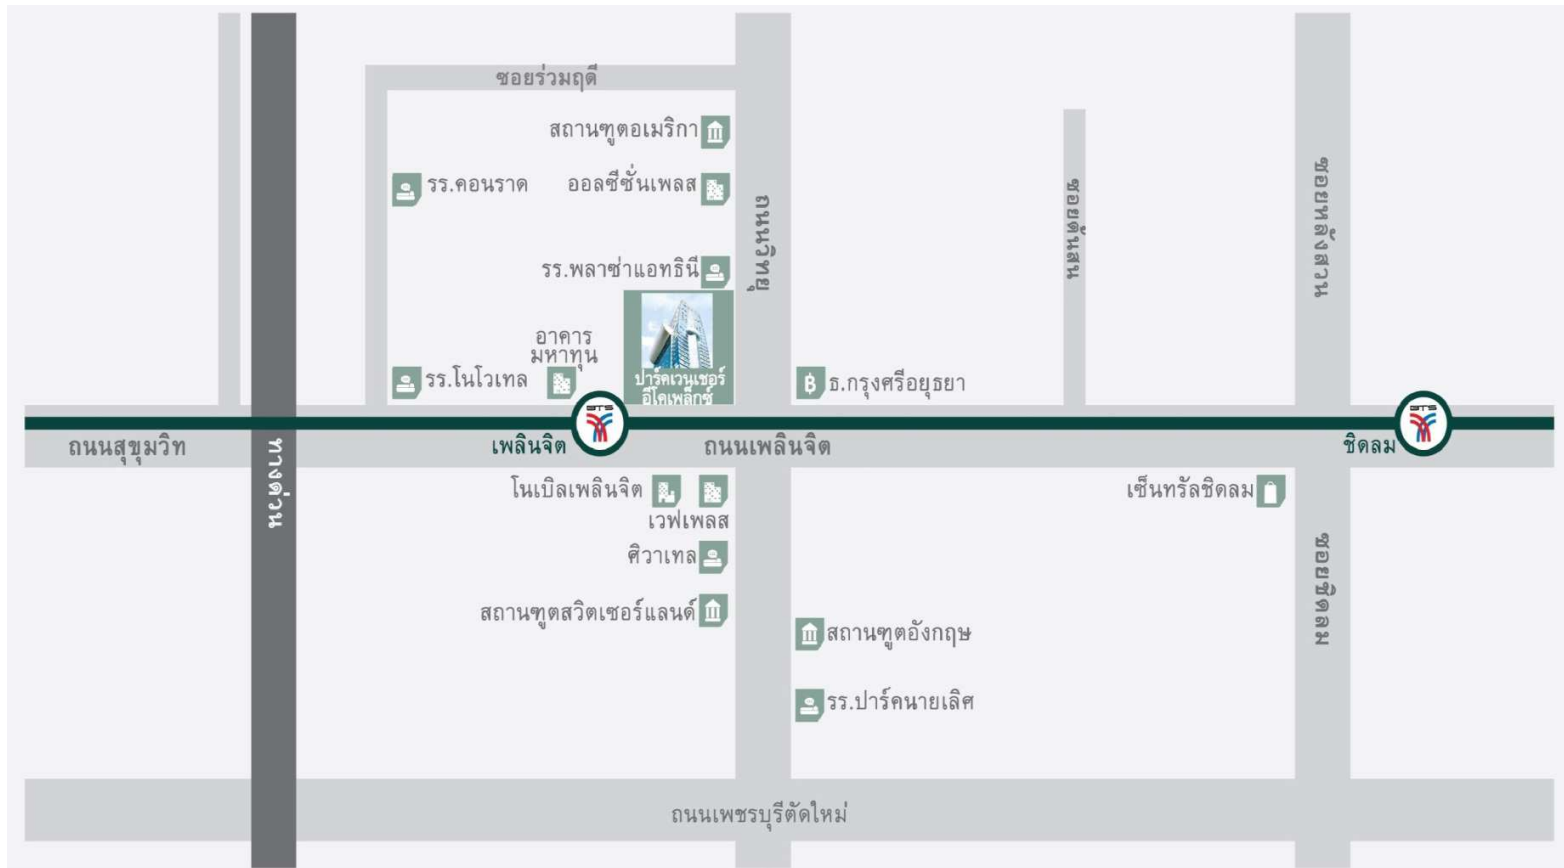 ซอยร่วมฤดี
สถานฑูตอเมริกา
รร.คอนราด
ออลซีซั่นเพลส
ถนนวิทยุ
ซอยต้นสน
ซอยหลังสวน
รร.พลาซ่าแอทธินี
อาคาร
มหาทุน
รร.โนโวเทล
ปาร์คเวนเชอร์
อีโคเพล็กซ์
฿ ธ.กรุงศรีอยุธยา
BTS
BTS
ถนนสุขุมวิท
ทางด่วน
เพลินจิต
ถนนเพลินจิต
ชิดลม
โนเบิลเพลินจิต
เวฟเพลส
เซ็นทรัลชิดลม
ศิวาเทล
ซอยชิดลม
สถานฑูตสวิตเซอร์แลนด์
สถานฑูตอังกฤษ
รร.ปาร์คนายเลิศ
ถนนเพชรบุรีตัดใหม่